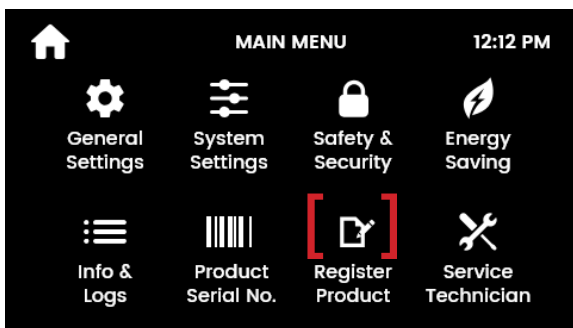 MAIN MENU 12:12 PM
General Settings
System Settings
Safety & Security
Energy Saving
Info & Logs
Product Serial No.
Register Product
Service Technician